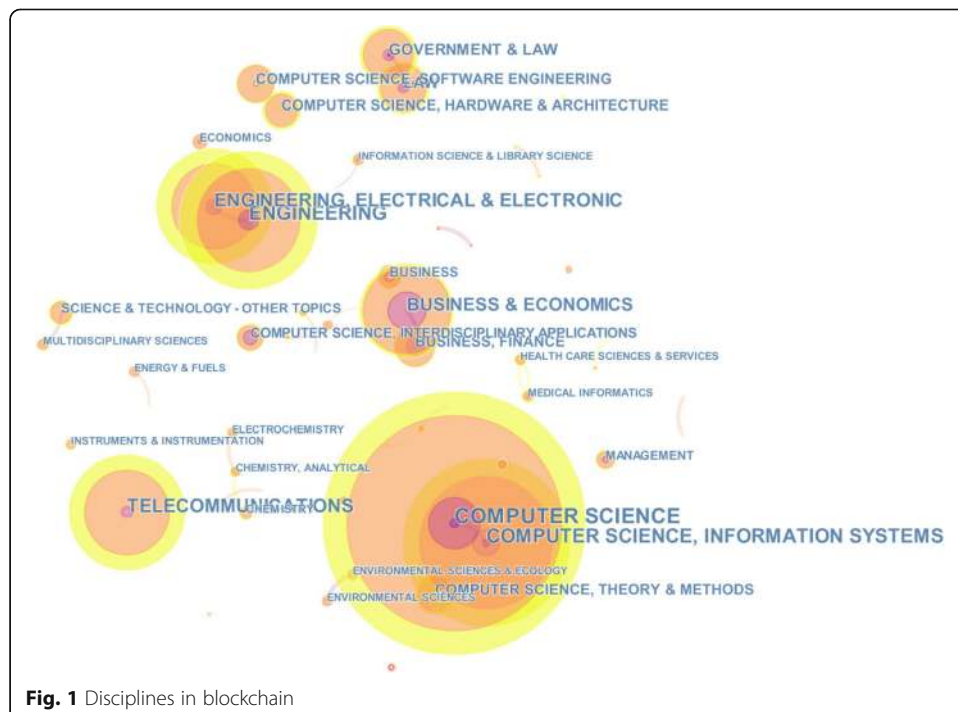 GOVERNMENT & LAW
COMPUTER SCIENCE, SOFTWARE ENGINEERING
LAW
COMPUTER SCIENCE, HARDWARE & ARCHITECTURE
ECONOMICS
INFORMATION SCIENCE & LIBRARY SCIENCE
ENGINEERING, ELECTRICAL & ELECTRONIC
ENGINEERING
BUSINESS
BUSINESS & ECONOMICS
SCIENCE & TECHNOLOGY - OTHER TOPICS
COMPUTER SCIENCE, INTERDISCIPLINARY APPLICATIONS
MULTIDISCIPLINARY SCIENCES
BUSINESS, FINANCE
HEALTH CARE SCIENCES & SERVICES
ENERGY & FUELS
MEDICAL INFORMATICS
ELECTROCHEMISTRY
INSTRUMENTS & INSTRUMENTATION
MANAGEMENT
CHEMISTRY, ANALYTICAL
TELECOMMUNICATIONS
CHEMISTRY
COMPUTER SCIENCE
COMPUTER SCIENCE, INFORMATION SYSTEMS
ENVIRONMENTAL SCIENCES & ECOLOGY
COMPUTER SCIENCE, THEORY & METHODS
ENVIRONMENTAL SCIENCES
Fig. 1 Disciplines in blockchain